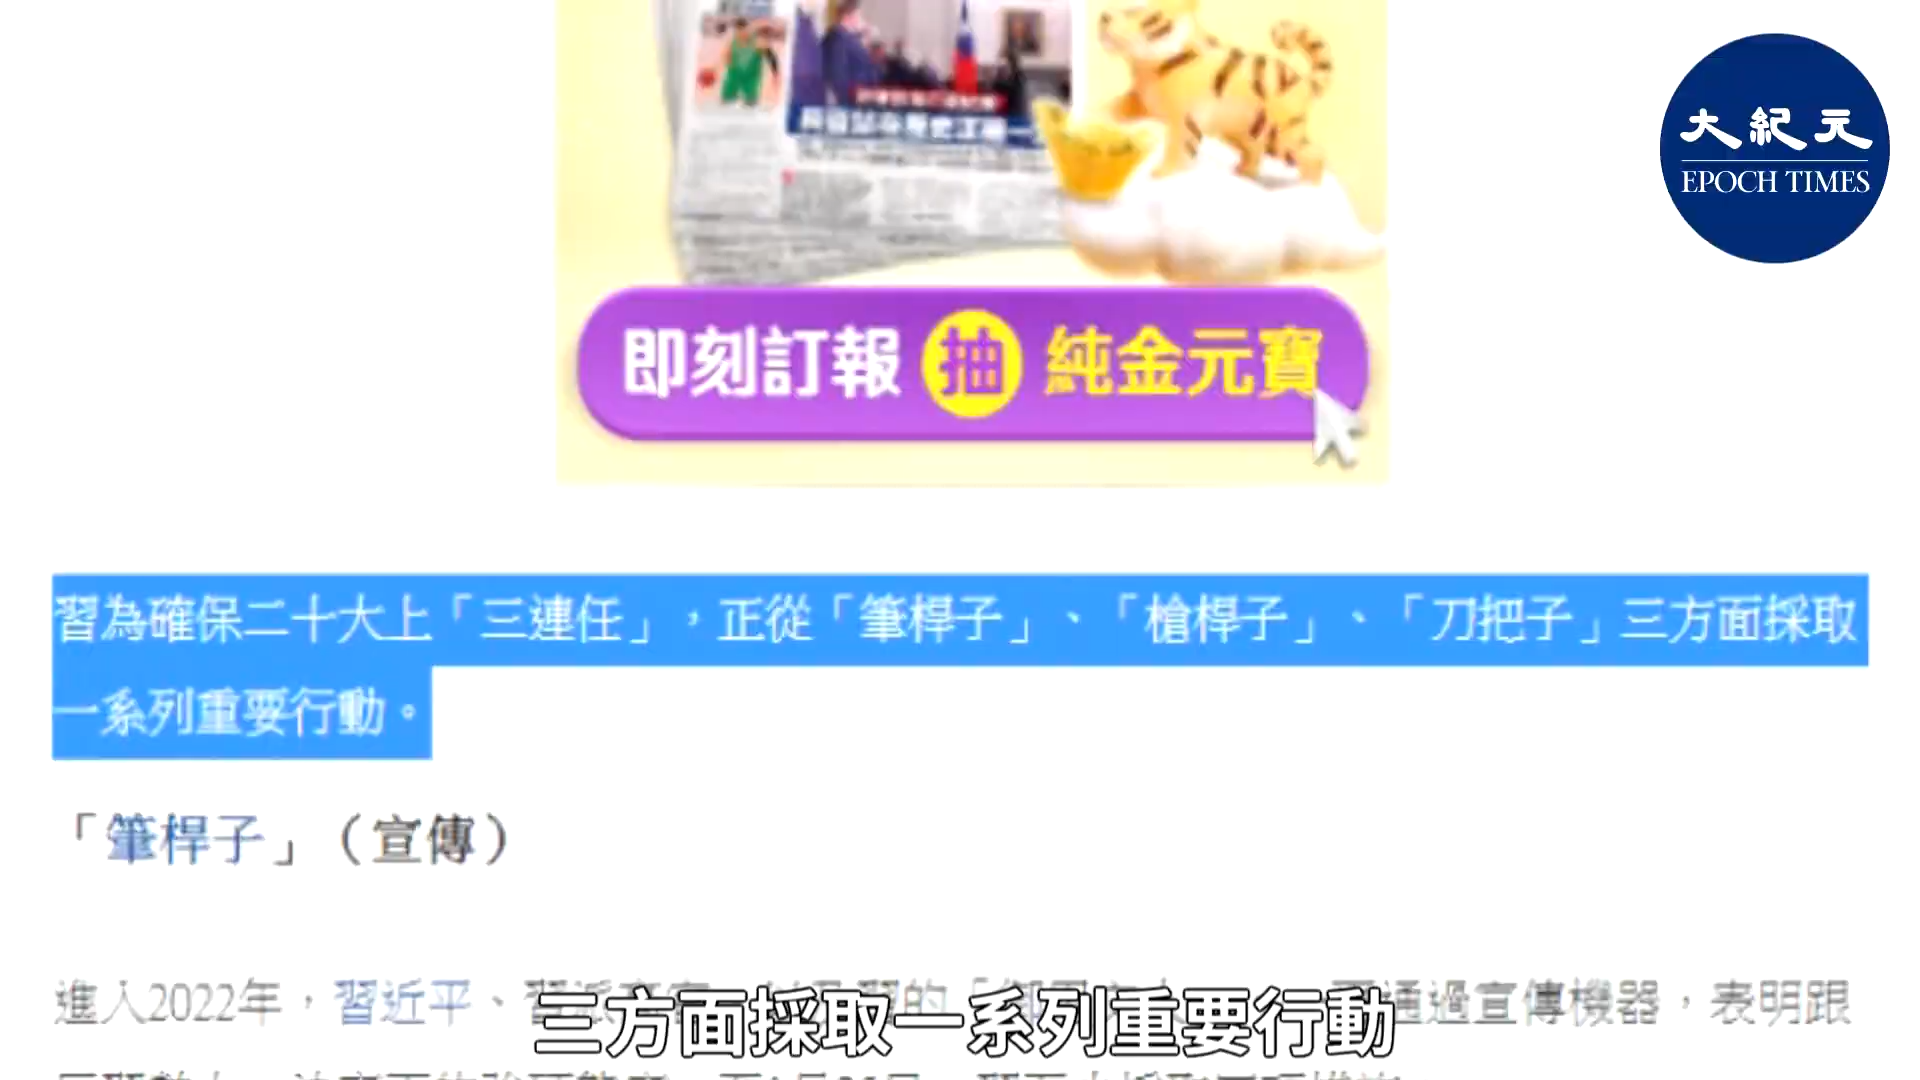 大紀元
EPOCH TIMES
即刻訂報 抽 純金元寶
習為確保二十大上「三連任」，正從「筆桿子」、「槍桿子」、「刀把子」三方面採取
一系列重要行動。
「筆桿子」（宣傳）
進入2022年，習近平、習派 通過宣傳機器，表明跟
三方面採取一系列重要行動